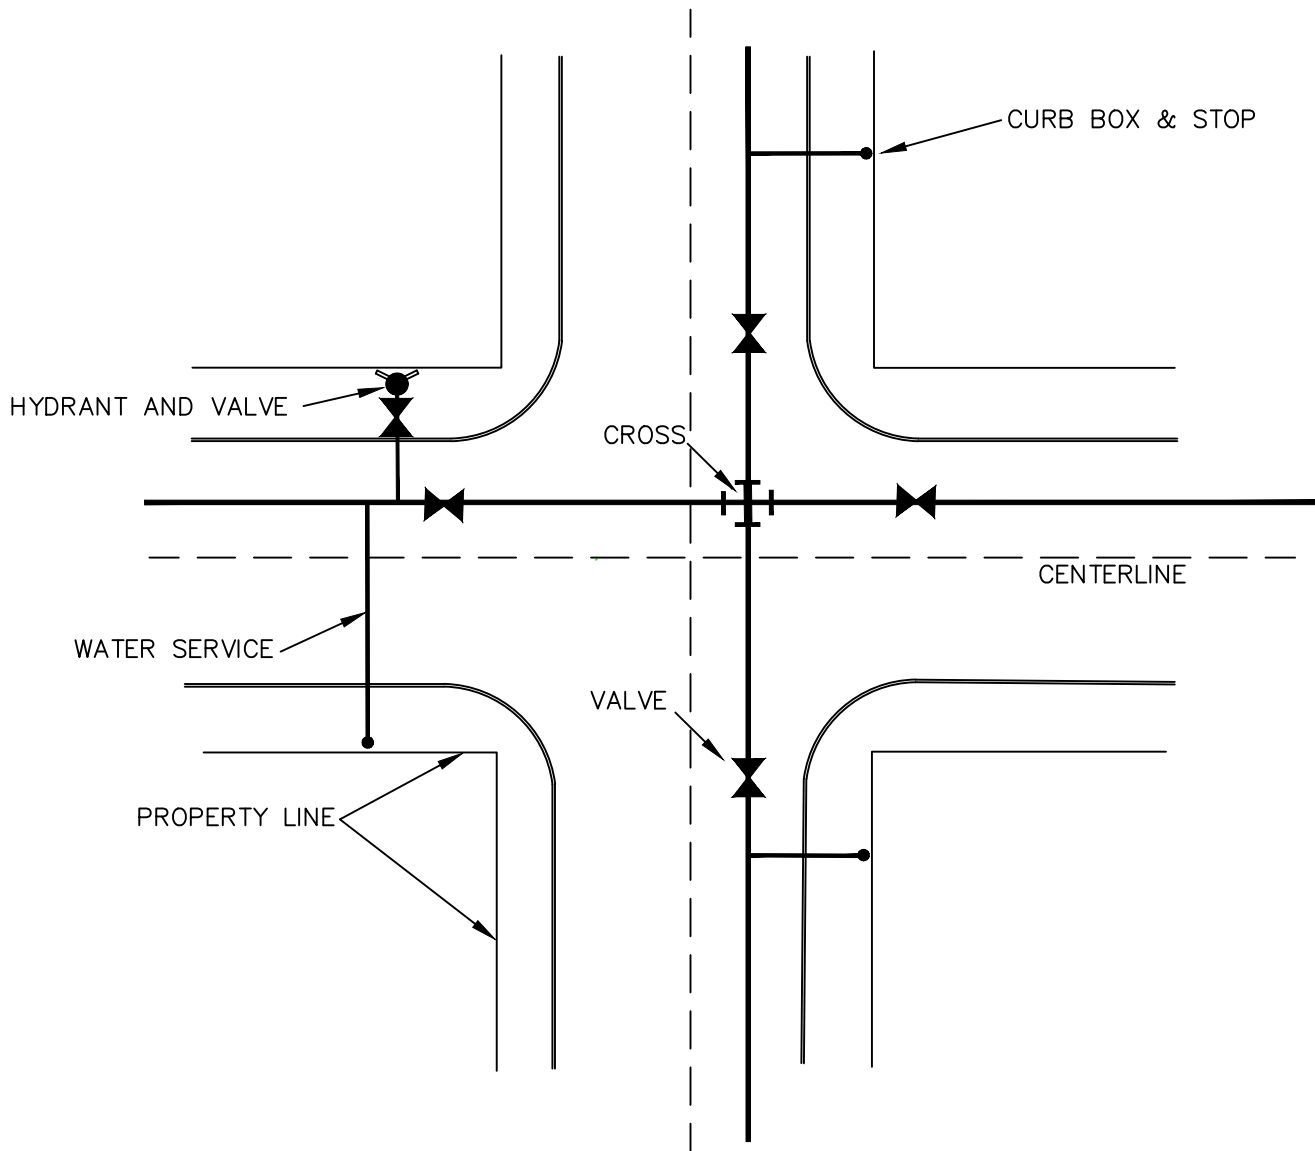 CURB BOX & STOP
HYDRANT AND VALVE
CROSS
CENTERLINE
WATER SERVICE
VALVE
PROPERTY LINE